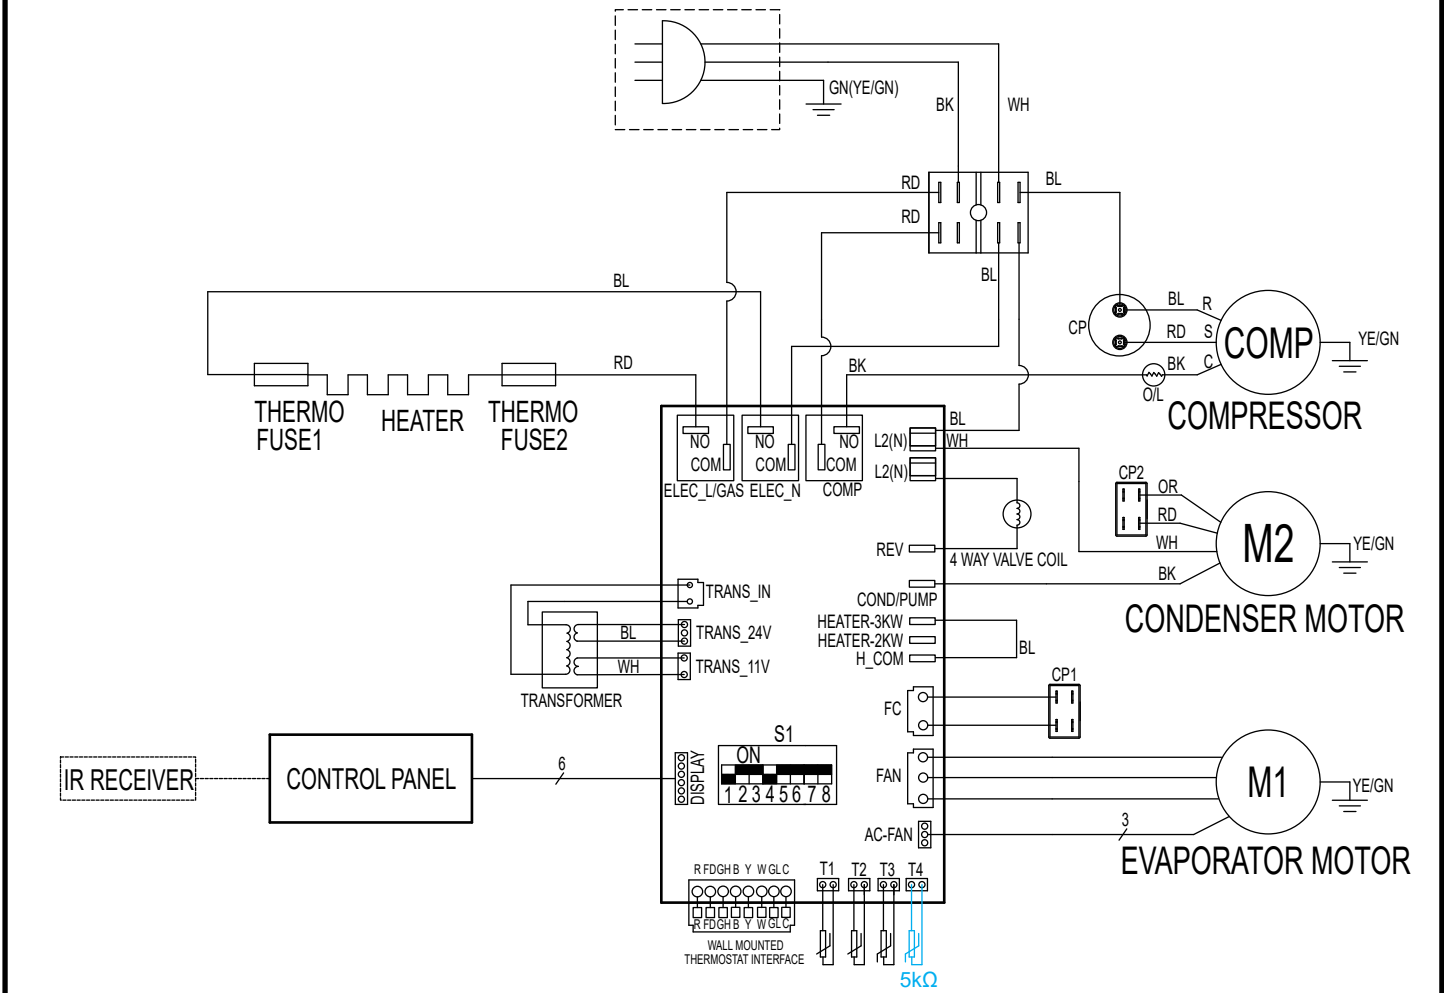 GN(YE/GN)
BK
WH
RD
BL
RD
BL
BL
BL R
CP
RD S
COMP
YE/GN
RD
BK
BK C
O/L
THERMO
FUSE1
HEATER
THERMO
FUSE2
COMPRESSOR
NO
NO
NO
L2(N)
BL
WH
COM
COM
COM
L2(N)
ELEC_L/GAS
ELEC_N
COMP
CP2
OR
RD
WH
BK
M2
YE/GN
REV
4 WAY VALVE COIL
TRANS_IN
COND/PUMP
CONDENSER MOTOR
HEATER-3KW
BL
TRANS_24V
HEATER-2KW
BL
WH
TRANS_11V
H_COM
TRANSFORMER
CP1
FC
S1
ON
1 2 3 4 5 6 7 8
DISPLAY
IR RECEIVER
CONTROL PANEL
6
FAN
M1
YE/GN
AC-FAN
3
EVAPORATOR MOTOR
R FDGH B Y W GL C
T1 T2 T3 T4
R FDGH B Y W GL C
WALL MOUNTED
THERMOSTAT INTERFACE
5kΩ